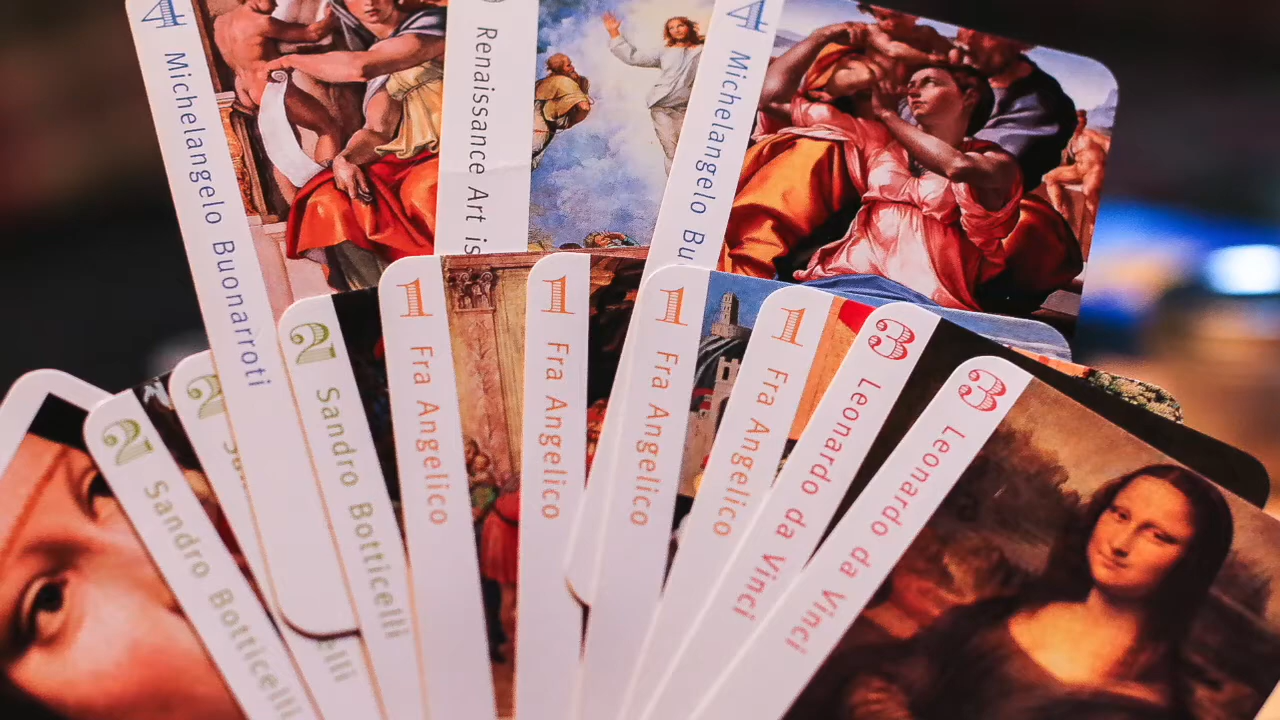 4 Michelangelo Buonarroti
Renaissance Art is
4 Michelangelo Bu
2 Sandro Botticelli
2
elli
2 Sandro Botticelli
1 Fra Angelico
1 Fra Angelico
1 Fra Angelico
1 Fra Angelico
3 Leonardo da Vinci
3 Leonardo da Vinci